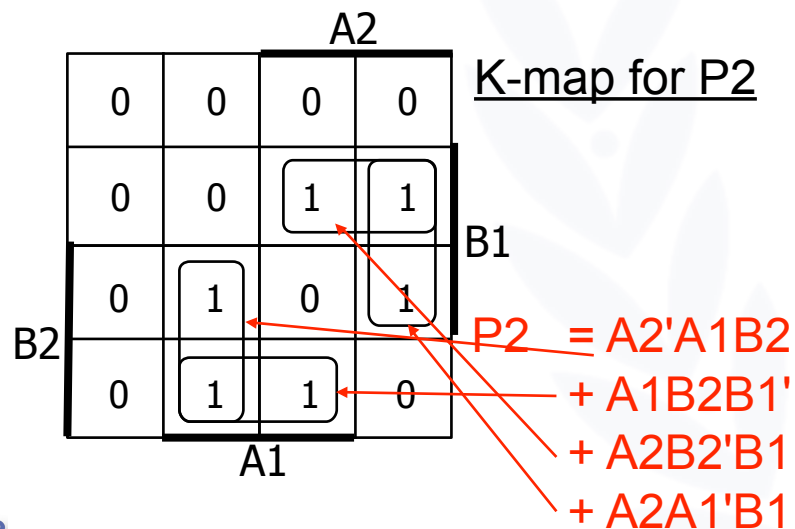 A2
K-map for P2
0 0 0 0
0 0 1 1
B1
0 1 0 1
P2 = A2'A1B2
B2
0 1 1 0
+ A1B2B1'
A1
+ A2B2'B1
+ A2A1'B1